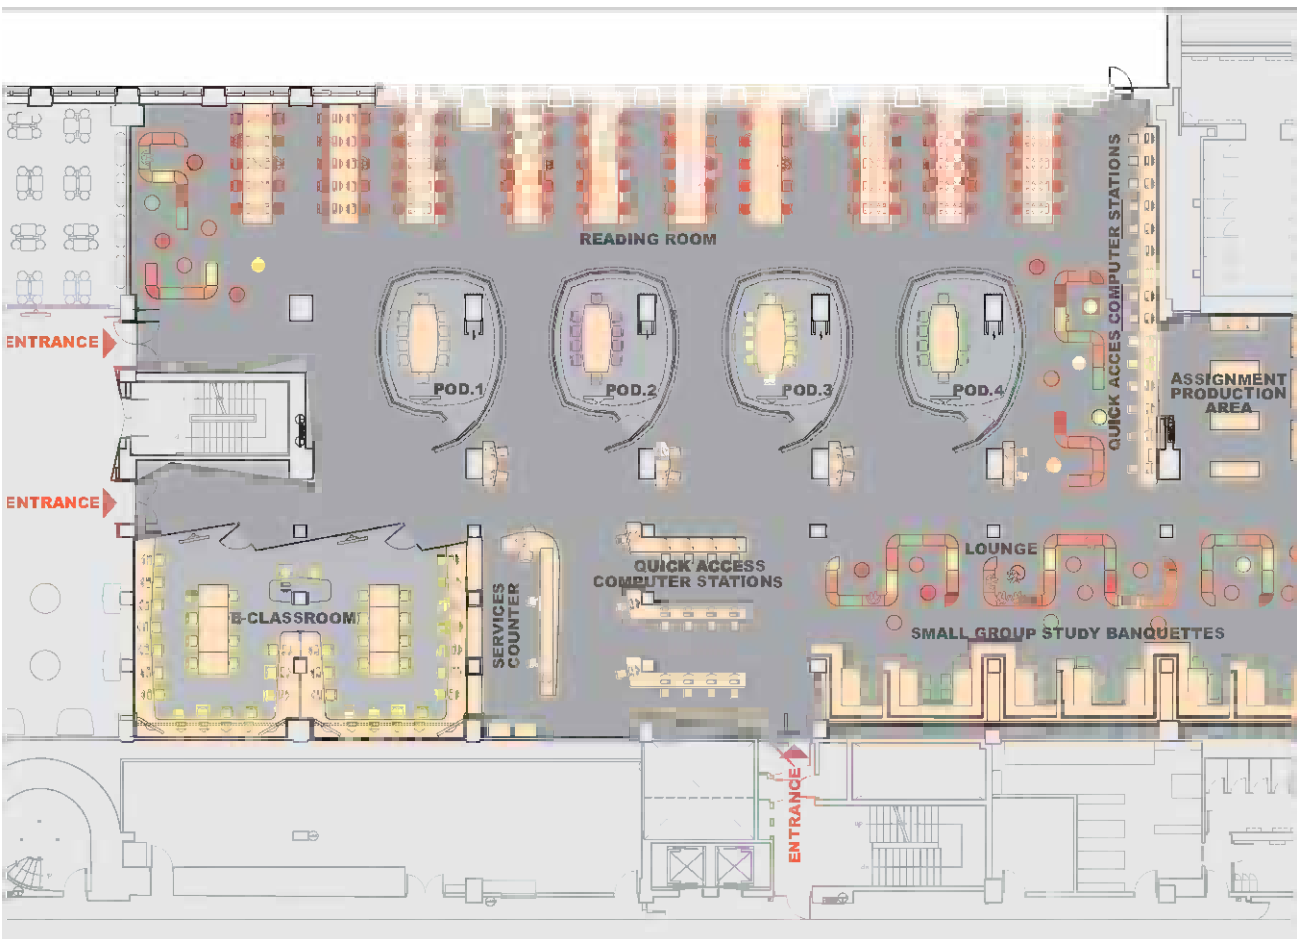 READING ROOM
QUICK ACCES COMPUTER STATIONS
ENTRANCE
POD.1
POD.2
POD.3
POD.4
ASSIGNMENT
PRODUCTION
AREA
ENTRANCE
LOUNGE
QUICK ACCESS
COMPUTER STATIONS
E-CLASSROOM
SERVICES
COUNTER
SMALL GROUP STUDY BANQUETTES
ENTRANCE